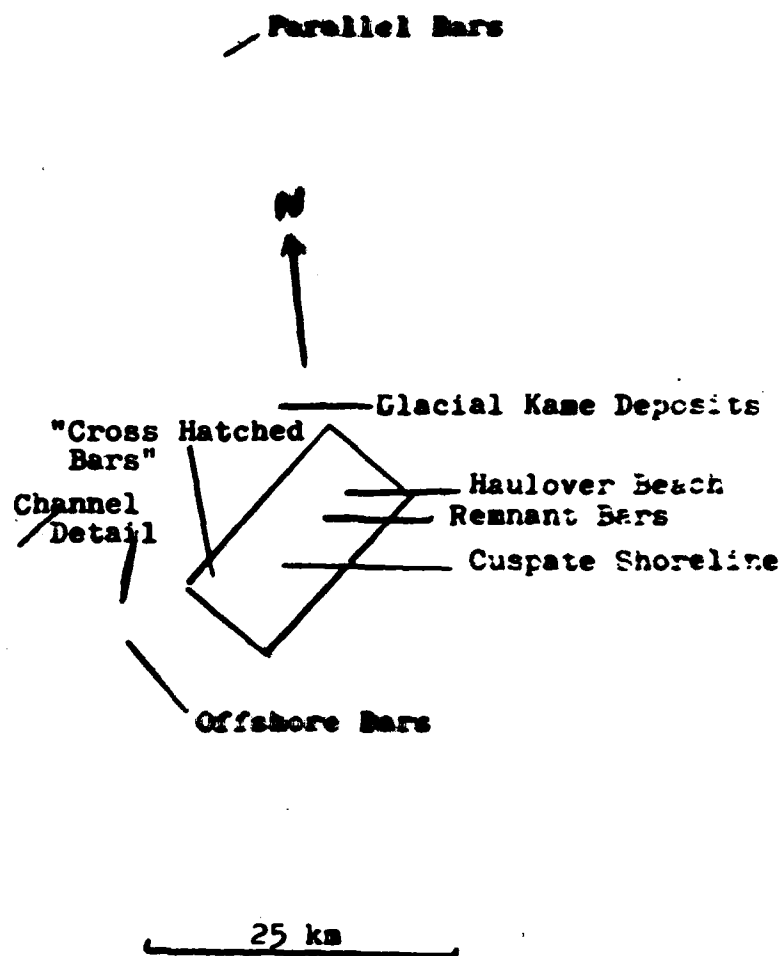 Parallel Bars
N
Glacial Kame Deposits
"Cross Hatched
Bars"
Haulover Beach
Channel
Detail
Remnant Bars
Cuspate Shoreline
Offshore Bars
25 km